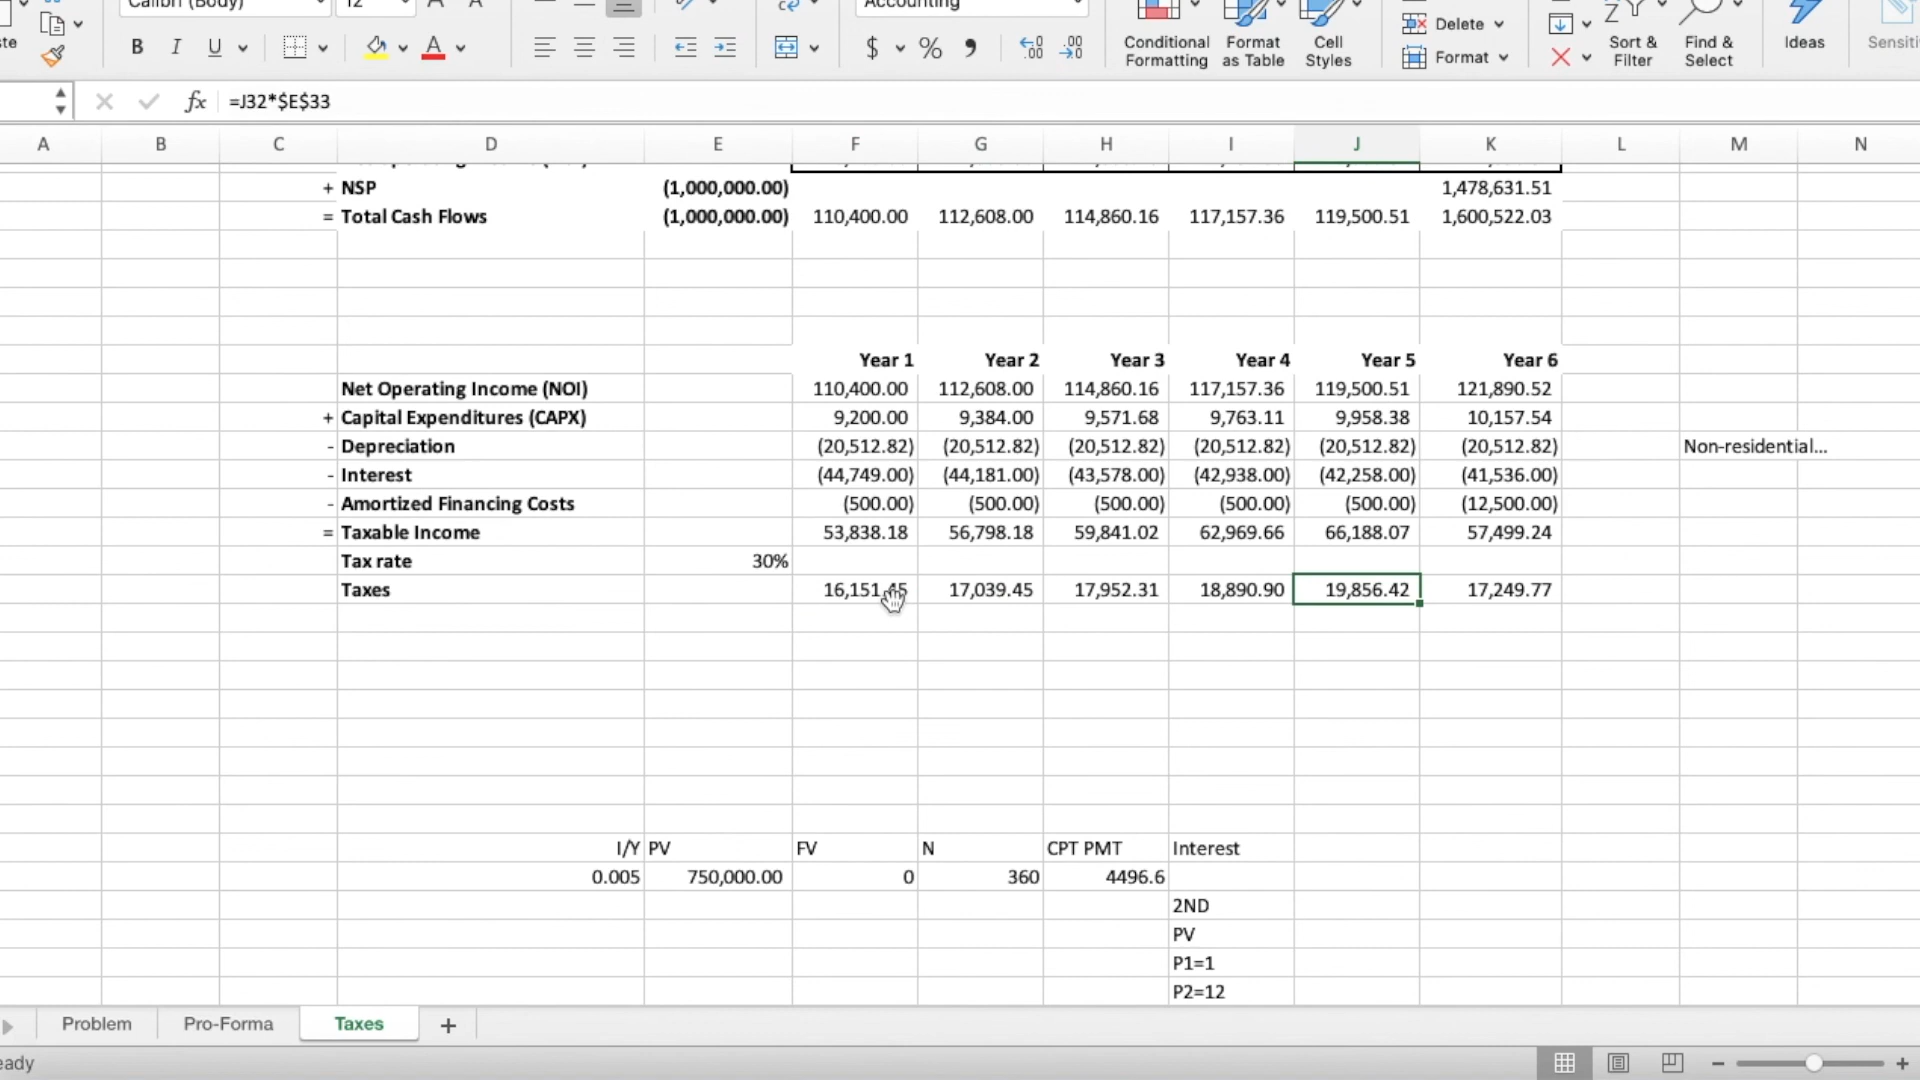 Calibri (Body) 12 Accounting
Conditional Formatting Format as Table Cell Styles Delete Format Sort & Filter Find & Select Ideas
B I U A $ %
fx =J32*$E$33
A B C D E F G H I J K L M N
+ NSP (1,000,000.00) 1,478,631.51
= Total Cash Flows (1,000,000.00) 110,400.00 112,608.00 114,860.16 117,157.36 119,500.51 1,600,522.03
Year 1 Year 2 Year 3 Year 4 Year 5 Year 6
Net Operating Income (NOI) 110,400.00 112,608.00 114,860.16 117,157.36 119,500.51 121,890.52
+ Capital Expenditures (CAPX) 9,200.00 9,384.00 9,571.68 9,763.11 9,958.38 10,157.54
- Depreciation (20,512.82) (20,512.82) (20,512.82) (20,512.82) (20,512.82) (20,512.82) Non-residential...
- Interest (44,749.00) (44,181.00) (43,578.00) (42,938.00) (42,258.00) (41,536.00)
- Amortized Financing Costs (500.00) (500.00) (500.00) (500.00) (500.00) (12,500.00)
= Taxable Income 53,838.18 56,798.18 59,841.02 62,969.66 66,188.07 57,499.24
Tax rate 30%
Taxes 16,151.45 17,039.45 17,952.31 18,890.90 19,856.42 17,249.77
I/Y PV FV N CPT PMT Interest
0.005 750,000.00 0 360 4496.6
2ND
PV
P1=1
P2=12
Problem Pro-Forma Taxes +